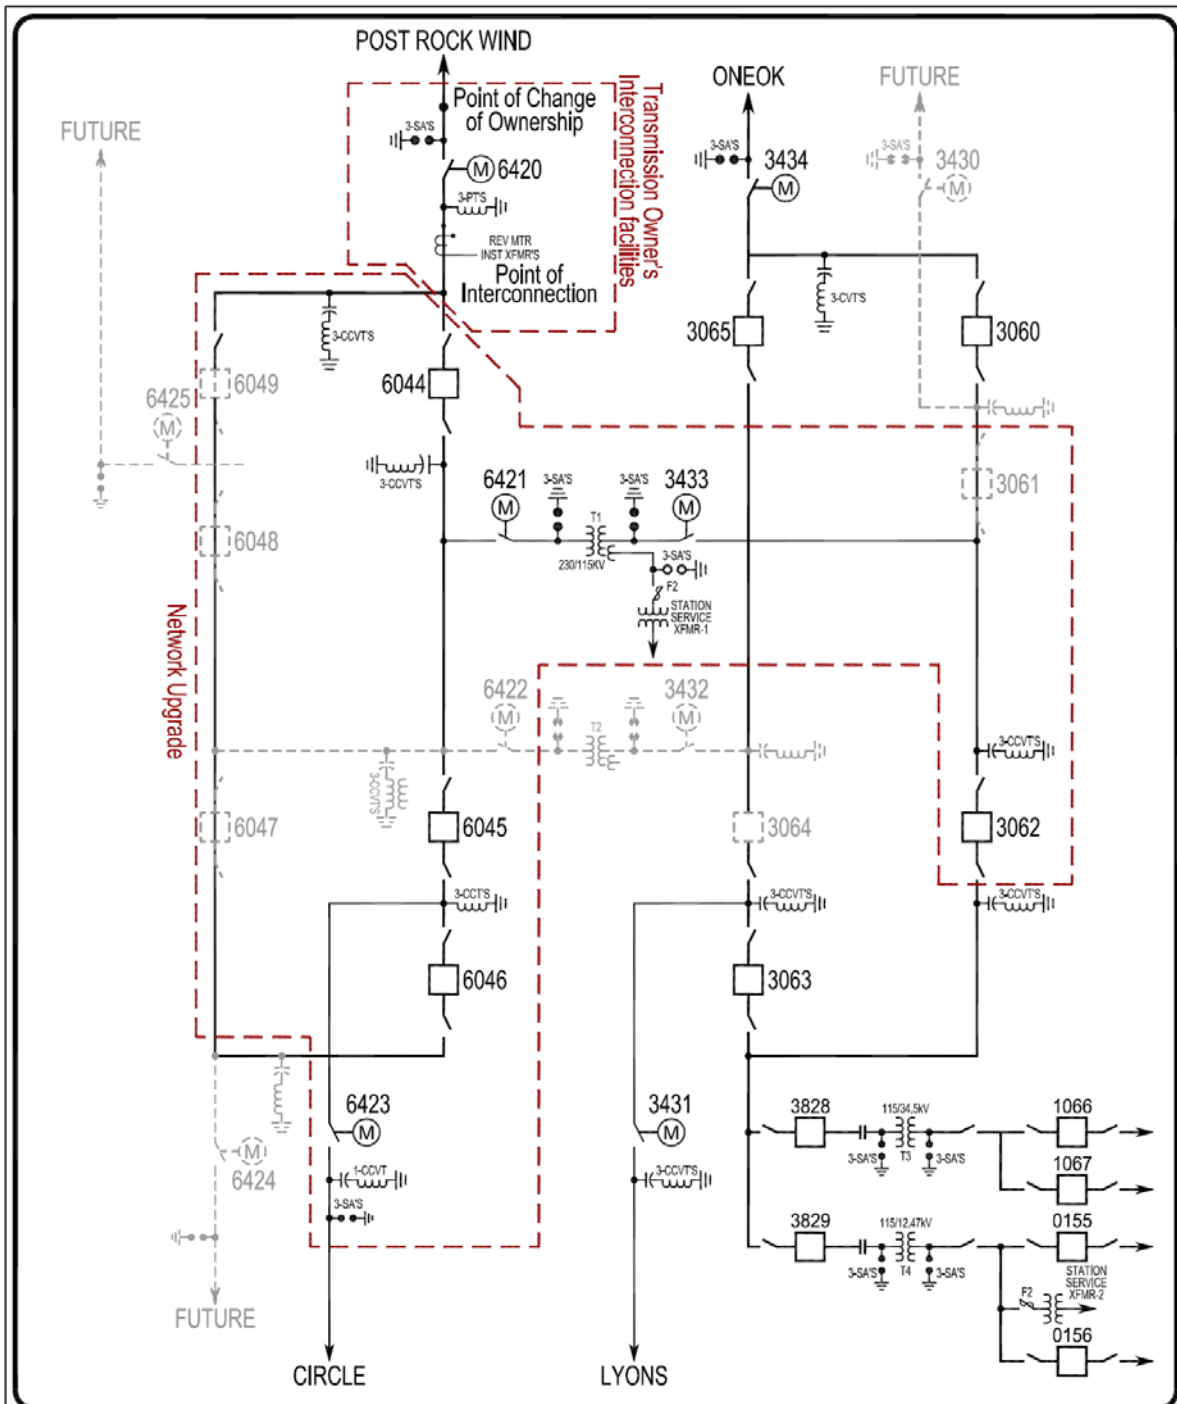 POST ROCK WIND
ONEOK
FUTURE
FUTURE
Point of Change
of Ownership
Transmission Owner's
Interconnection facilities
3-SA'S
M 6420
3-PT'S
REV MTR
INST XFMR'S
Point of
Interconnection
3-SA'S
3434
M
3-SA'S
3430
M
3-CCVT'S
3-CVT'S
3065
3060
6049
6044
6425
M
3-CCVT'S
3061
6421
M
3-SA'S
3-SA'S
3433
M
T1
230/115KV
3-SA'S
F2
STATION
SERVICE
XFMR-1
6048
Network Upgrade
6422
M
T2
3432
M
3-CCVT'S
3-CCVT'S
6047
6045
3064
3062
3-CCT'S
3-CCVT'S
3-CCVT'S
6046
3063
6423
M
3431
M
M
6424
1-CCVT
3-SA'S
3-CCVT'S
3828
115/34,5kV
T3
3-SA'S
3-SA'S
1066
1067
3829
115/12,47kV
T4
3-SA'S
3-SA'S
0155
STATION
SERVICE
XFMR-2
F2
0156
FUTURE
CIRCLE
LYONS